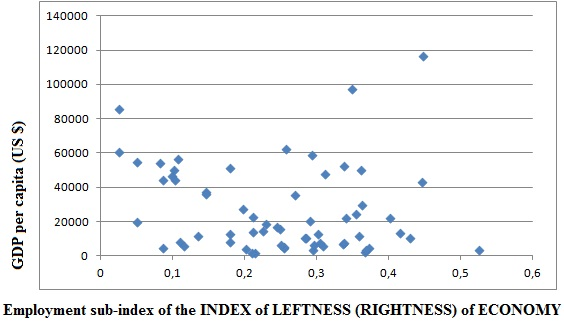 140000
120000
100000
80000
60000
40000
20000
0
0 0,1 0,2 0,3 0,4 0,5 0,6
GDP per capita (US $)
Employment sub-index of the INDEX of LEFTNESS (RIGHTNESS) of ECONOMY